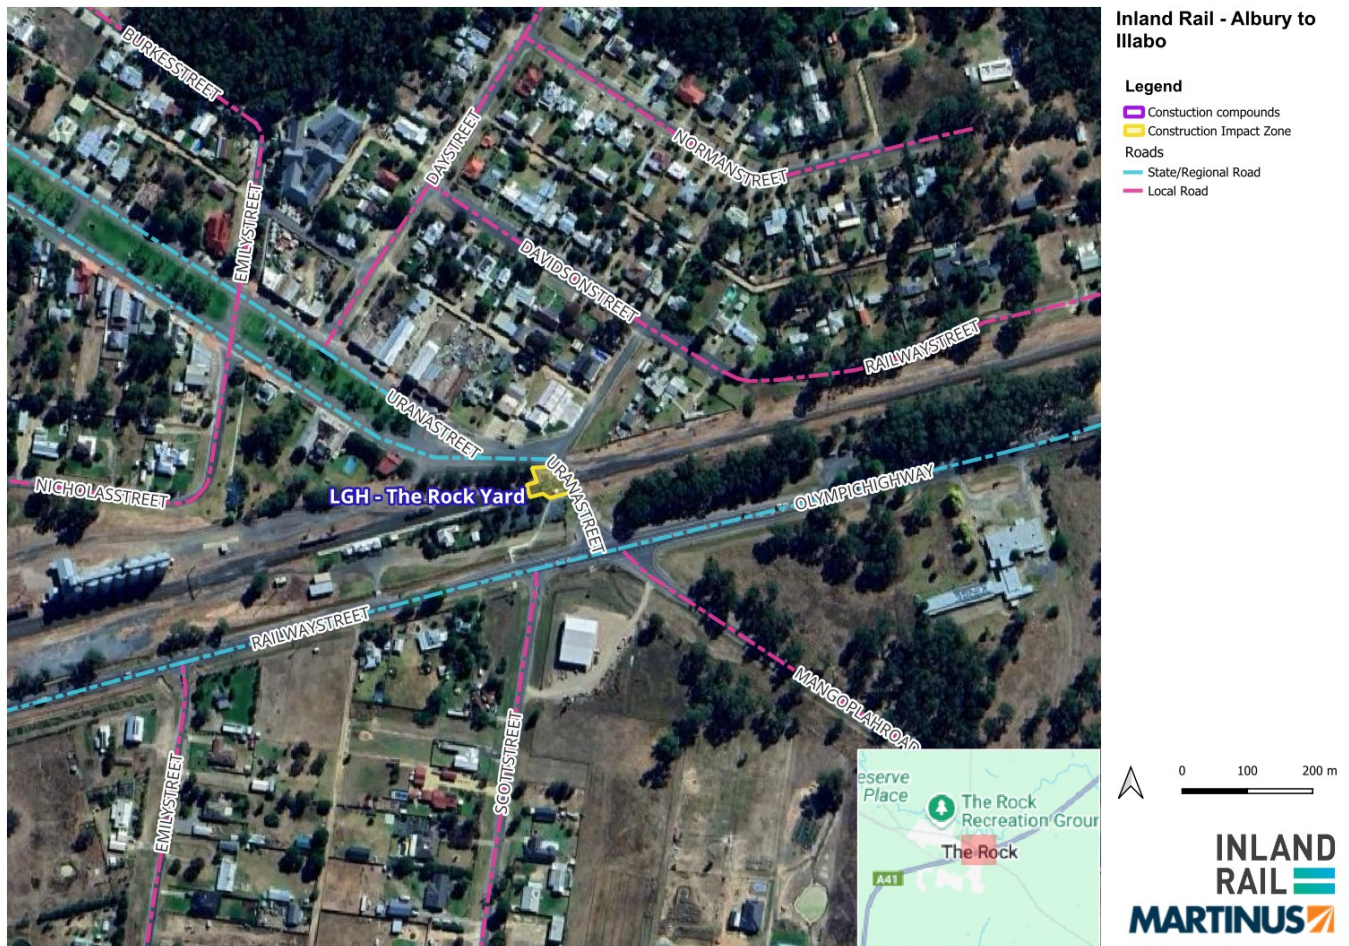 BURKESSTREET
DAYSTREET
NORMANSTREET
EMILYSTREET
DAVIDSONSTREET
RAILWAYSTREET
URANASTREET
URANASTREET
NICHOLASSTREET
LGH - The Rock Yard
OLYMPICHIGHWAY
RAILWAYSTREET
MANGOPLAHROAD
SCOTTSTREET
EMILYSTREET
eserve
Place
The Rock
Recreation Groun
The Rock
A41
Inland Rail - Albury to
Illabo
Legend
Constuction compounds
Construction Impact Zone
Roads
State/Regional Road
Local Road
0 100 200 m
INLAND
RAIL
MARTINUS